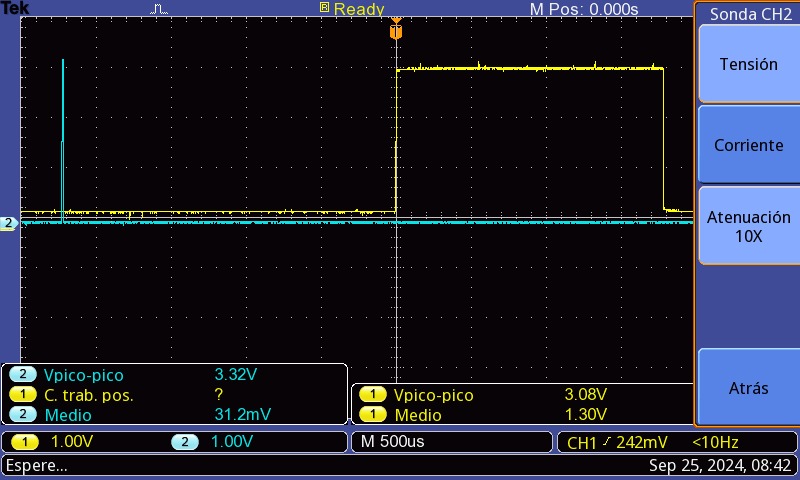 Tek R Ready M Pos: 0.000s
Sonda CH2
T
Tensión
Corriente
Atenuación
10X
2
2 Vpico-pico 3.32V
1 C. trab. pos. ?
1 Vpico-pico 3.08V
2 Medio 31.2mV
1 Medio 1.30V
Atrás
1 1.00V 2 1.00V M 500us CH1 242mV <10Hz
Espere... Sep 25, 2024, 08:42